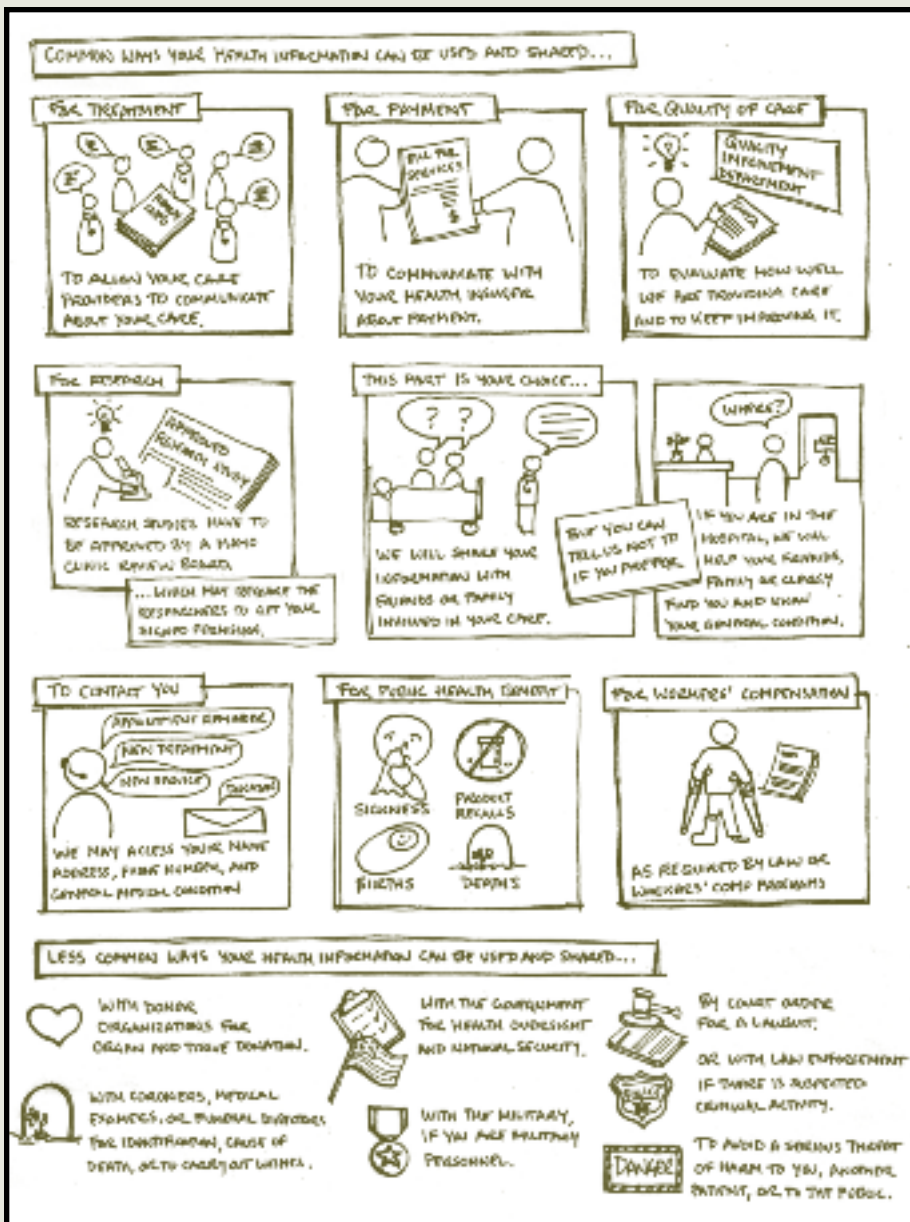 COMMON WAYS YOUR HEALTH INFORMATION CAN BE USED AND SHARED...
FOR TREATMENT
TO ALIGN YOUR CARE
PROVIDERS TO COMMUNICATE
ABOUT YOUR CARE.
FOR PAYMENT
BILL FOR
SERVICES
$
TO COMMUNICATE WITH
YOUR HEALTH INSURER
ABOUT PAYMENT.
FOR QUALITY OF CARE
?
QUALITY
IMPROVEMENT
DEPARTMENT
TO EVALUATE HOW WELL
WE ARE PROVIDING CARE
AND TO KEEP IMPROVING IT.
FOR RESEARCH
APPROVED
RESEARCH STUDY
RESEARCH STUDIES HAVE TO
BE APPROVED BY A MAYO
CLINIC REVIEW BOARD.
...WHICH MAY REQUIRE THE
RESEARCHERS TO GET YOUR
SIGNED PERMISSION.
THIS PART IS YOUR CHOICE...
? ?
WE WILL SHARE YOUR
INFORMATION WITH
FRIENDS OR FAMILY
INVOLVED IN YOUR CARE.
BUT YOU CAN
TELL US NOT TO
IF YOU PREFER.
WHERE?
IF YOU ARE IN THE
HOSPITAL, WE WILL
HELP YOUR FRIENDS,
FAMILY OR CLERGY
FIND YOU AND KNOW
YOUR GENERAL CONDITION.
TO CONTACT YOU
APPOINTMENT REMINDER
NEW DEPARTMENT
NEW SERVICE
WE MAY ACCESS YOUR NAME
ADDRESS, PHONE NUMBER, AND
GENERAL MEDICAL CONDITION
FOR PUBLIC HEALTH BENEFIT
SICKNESS
PRODUCT
RECALLS
BIRTHS
DEATHS
FOR WORKERS' COMPENSATION
AS REQUIRED BY LAW OR
WORKERS' COMP PROGRAMS
LESS COMMON WAYS YOUR HEALTH INFORMATION CAN BE USED AND SHARED...
WITH DONOR
ORGANIZATIONS FOR
ORGAN AND TISSUE DONATION.
WITH CORONERS, MEDICAL
EXAMINERS, OR FUNERAL DIRECTORS
FOR IDENTIFICATION, CAUSE OF
DEATH, OR TO CARRY OUT WISHES.
WITH THE GOVERNMENT
FOR HEALTH OVERSIGHT
AND NATIONAL SECURITY.
WITH THE MILITARY,
IF YOU ARE MILITARY
PERSONNEL.
BY COURT ORDER
FOR A LAWSUIT.
OR WITH LAW ENFORCEMENT
IF THERE IS SUSPECTED
CRIMINAL ACTIVITY.
POLICE
DANGER
TO AVOID A SERIOUS THREAT
OF HARM TO YOU, ANOTHER
PATIENT, OR TO THE PUBLIC.